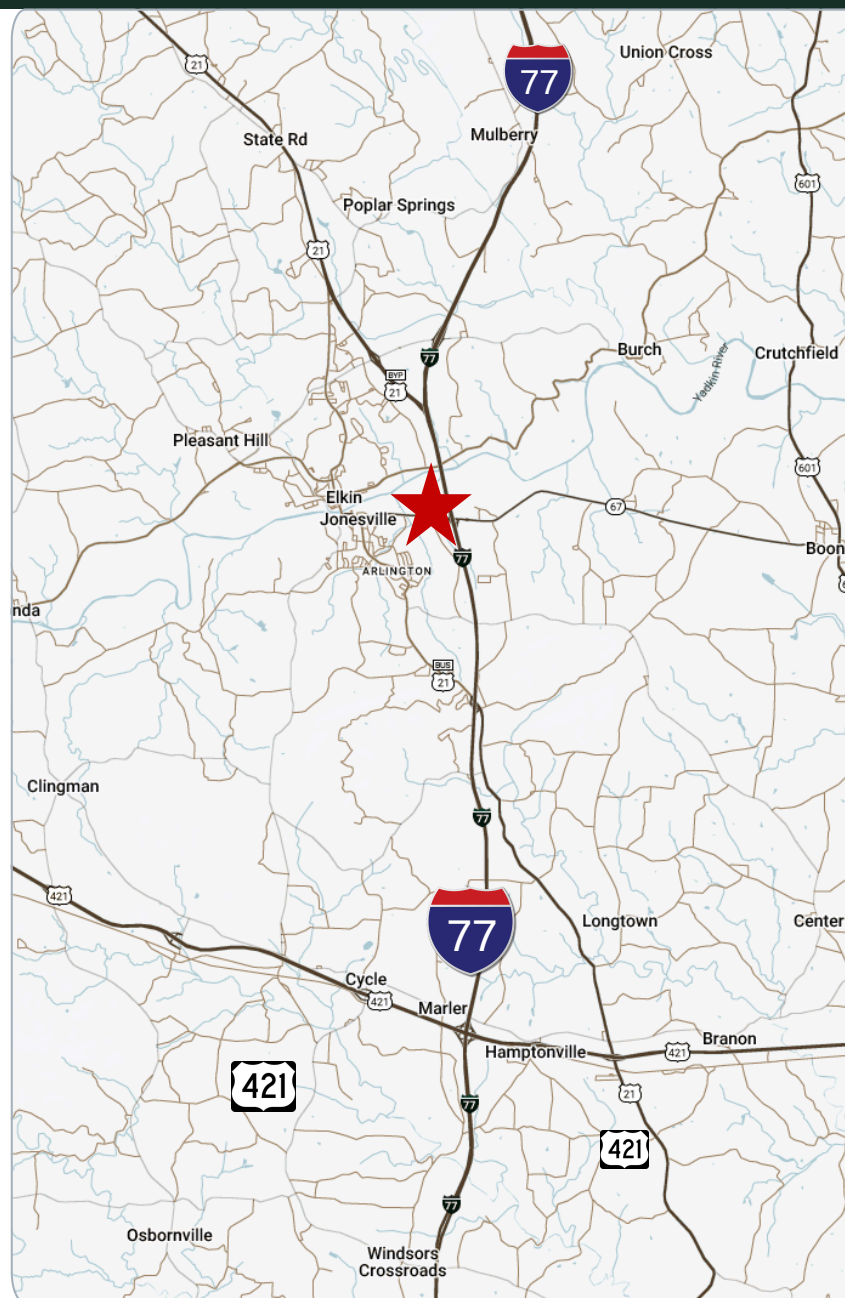 Union Cross
21
77
Mulberry
State Rd
601
Poplar Springs
21
77
Burch
Crutchfield
Yadkin River
BYP
21
Pleasant Hill
601
Elkin
67
Jonesville
Boon
77
ARLINGTON
nda
BUS
21
Clingman
77
421
Longtown
Center
77
Cycle
421
Marler
Branon
Hamptonville
421
421
77
21
421
77
Osbornville
Windsors
Crossroads